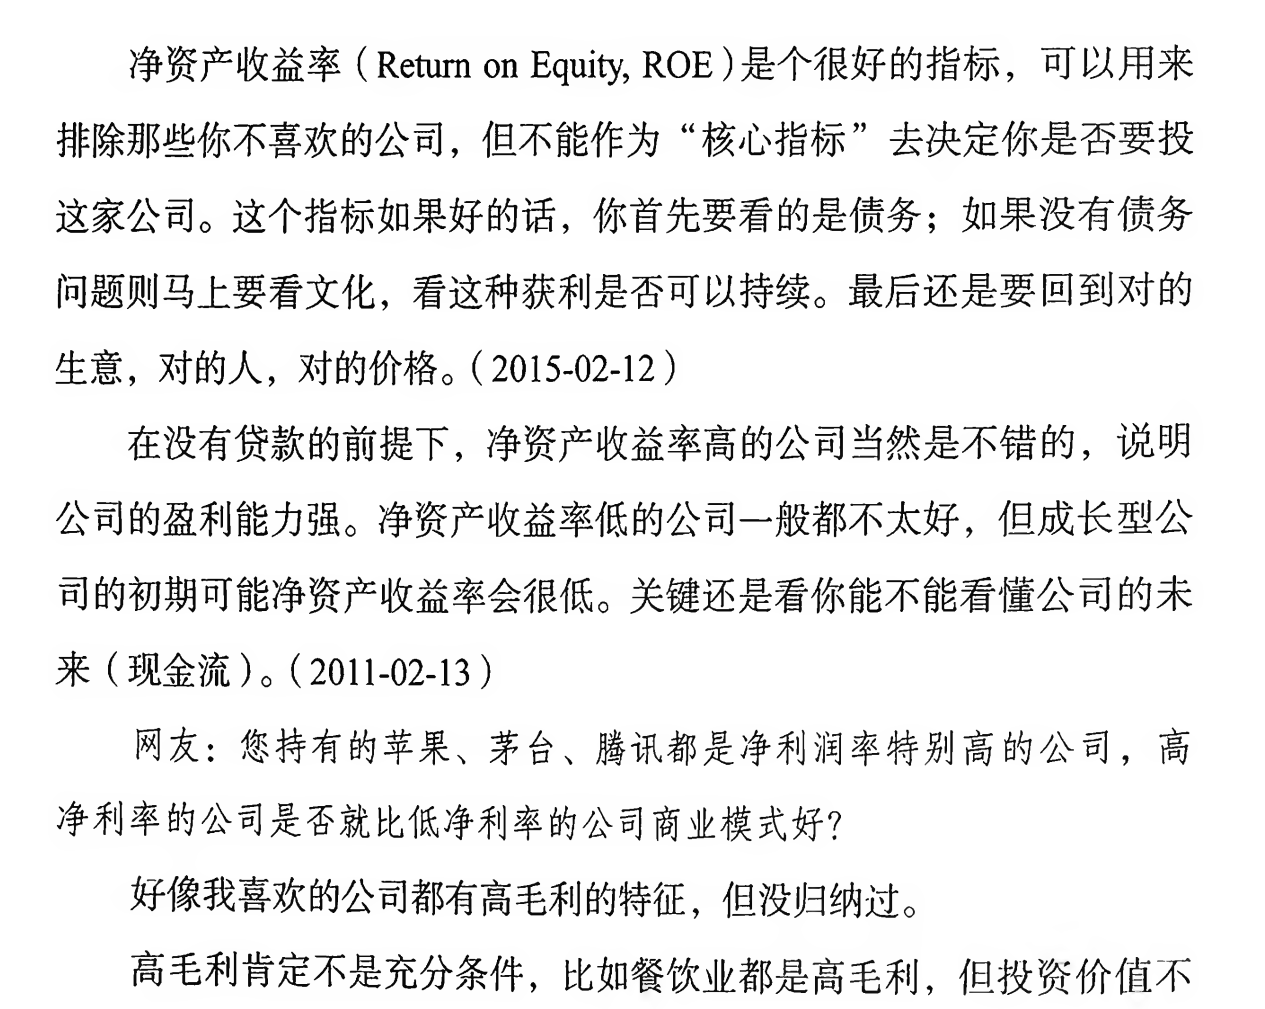 净资产收益率（Return on Equity, ROE）是个很好的指标，可以用来
排除那些你不喜欢的公司，但不能作为“核心指标”去决定你是否要投
这家公司。这个指标如果好的话，你首先要看的是债务；如果没有债务
问题则马上要看文化，看这种获利是否可以持续。最后还是要回到对的
生意，对的人，对的价格。（2015-02-12）
在没有贷款的前提下，净资产收益率高的公司当然是不错的，说明
公司的盈利能力强。净资产收益率低的公司一般都不太好，但成长型公
司的初期可能净资产收益率会很低。关键还是看你能不能看懂公司的未
来（现金流）。（2011-02-13）
网友：您持有的苹果、茅台、腾讯都是净利润率特别高的公司，高
净利率的公司是否就比低净利率的公司商业模式好？
好像我喜欢的公司都有高毛利的特征，但没归纳过。
高毛利肯定不是充分条件，比如餐饮业都是高毛利，但投资价值不